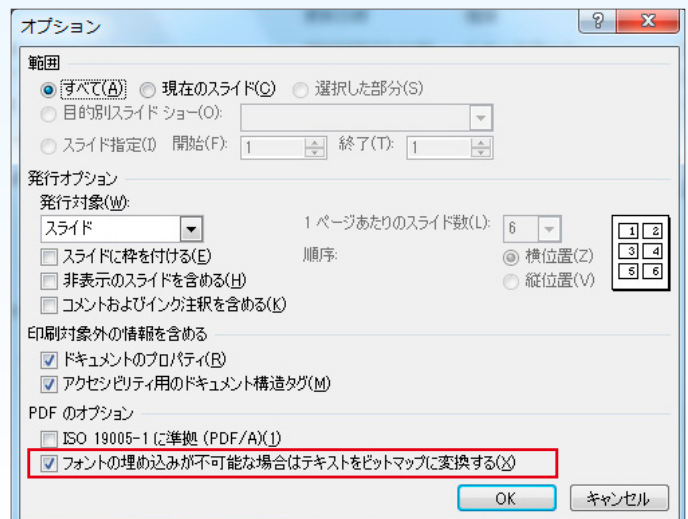 オプション
範囲
すべて(A) 現在のスライド(C) 選択した部分(S)
目的別スライド ショー(O):
スライド指定(I) 開始(F): 1 終了(T): 1
発行オプション
発行対象(W):
スライド 1 ページあたりのスライド数(L): 6
スライドに枠を付ける(E) 順序: 横位置(Z)
非表示のスライドを含める(H) 縦位置(V)
1 2
3 4
5 6
コメントおよびインク注釈を含める(K)
印刷対象外の情報を含める
ドキュメントのプロパティ(R)
アクセシビリティ用のドキュメント構造タグ(M)
PDF のオプション
ISO 19005-1 に準拠 (PDF/A)(1)
フォントの埋め込みが不可能な場合はテキストをビットマップに変換する(X)
OK キャンセル